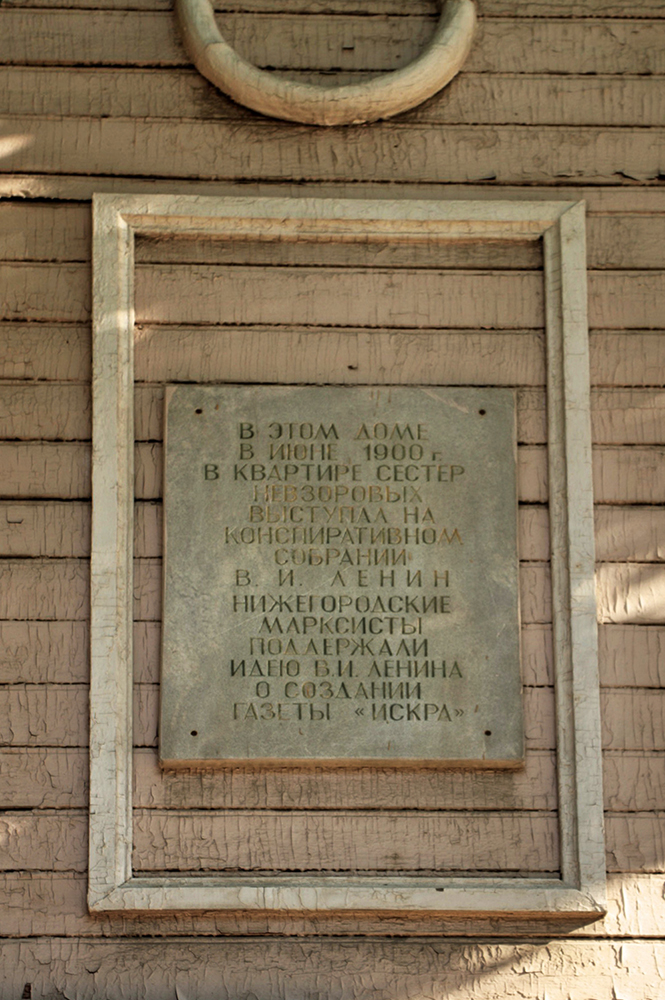 В ЭТОМ ДОМЕ
В ИЮНЕ 1900 г.
В КВАРТИРЕ СЕСТЕР
НЕВЗОРОВЫХ
ВЫСТУПАЛ НА
КОНСПИРАТИВНОМ
СОБРАНИИ
В. И. ЛЕНИН
НИЖЕГОРОДСКИЕ
МАРКСИСТЫ
ПОДДЕРЖАЛИ
ИДЕЮ В.И. ЛЕНИНА
О СОЗДАНИИ
ГАЗЕТЫ «ИСКРА»